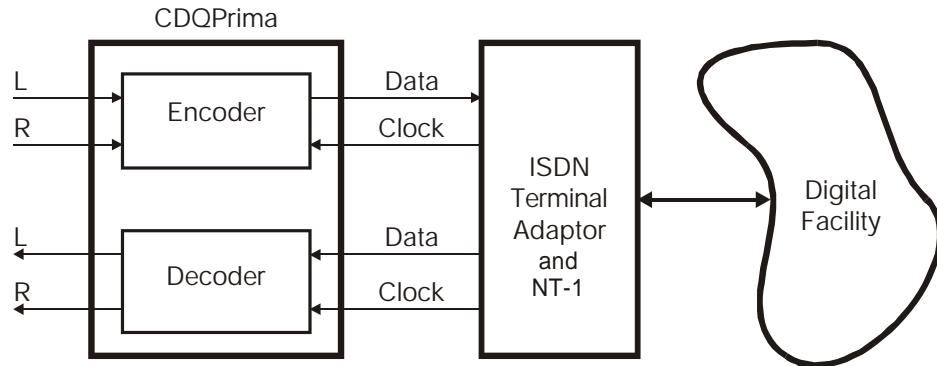 CDQPrima
L
R
Encoder
Data
Clock
L
R
Decoder
Data
Clock
ISDN
Terminal
Adaptor
and
NT-1
Digital
Facility